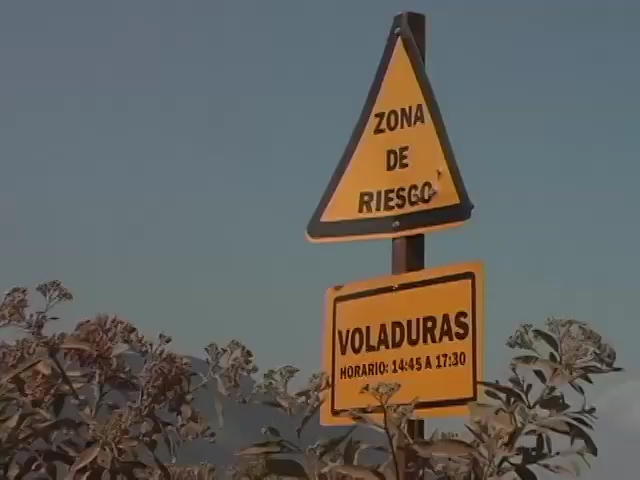 ZONA
DE
RIESGO
VOLADURAS
HORARIO: 14:45 A 17:30